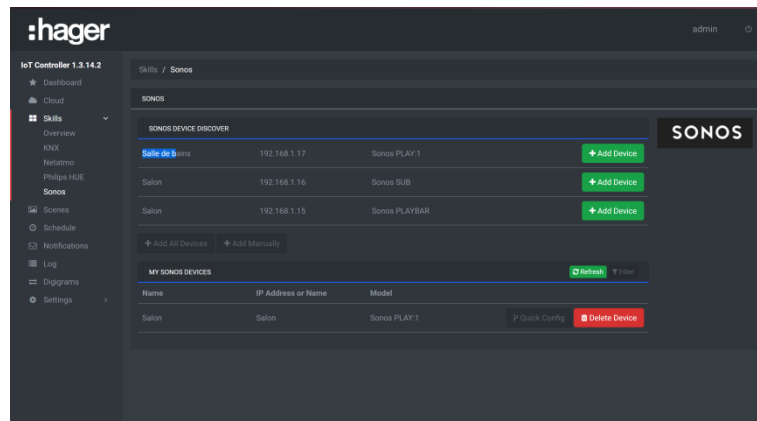 :hager
admin
IoT Controller 1.3.14.2
Dashboard
Cloud
Skills
Overview
KNX
Netatmo
Philips HUE
Sonos
Scenes
Schedule
Notifications
Log
Digigrams
Settings
Skills / Sonos
SONOS
SONOS DEVICE DISCOVER
Salle de bains 192.168.1.17 Sonos PLAY:1 + Add Device
Salon 192.168.1.16 Sonos SUB + Add Device
Salon 192.168.1.15 Sonos PLAYBAR + Add Device
+ Add All Devices + Add Manually
MY SONOS DEVICES Refresh Filter
Name IP Address or Name Model
Salon Salon Sonos PLAY:1 Quick Config Delete Device
SONOS